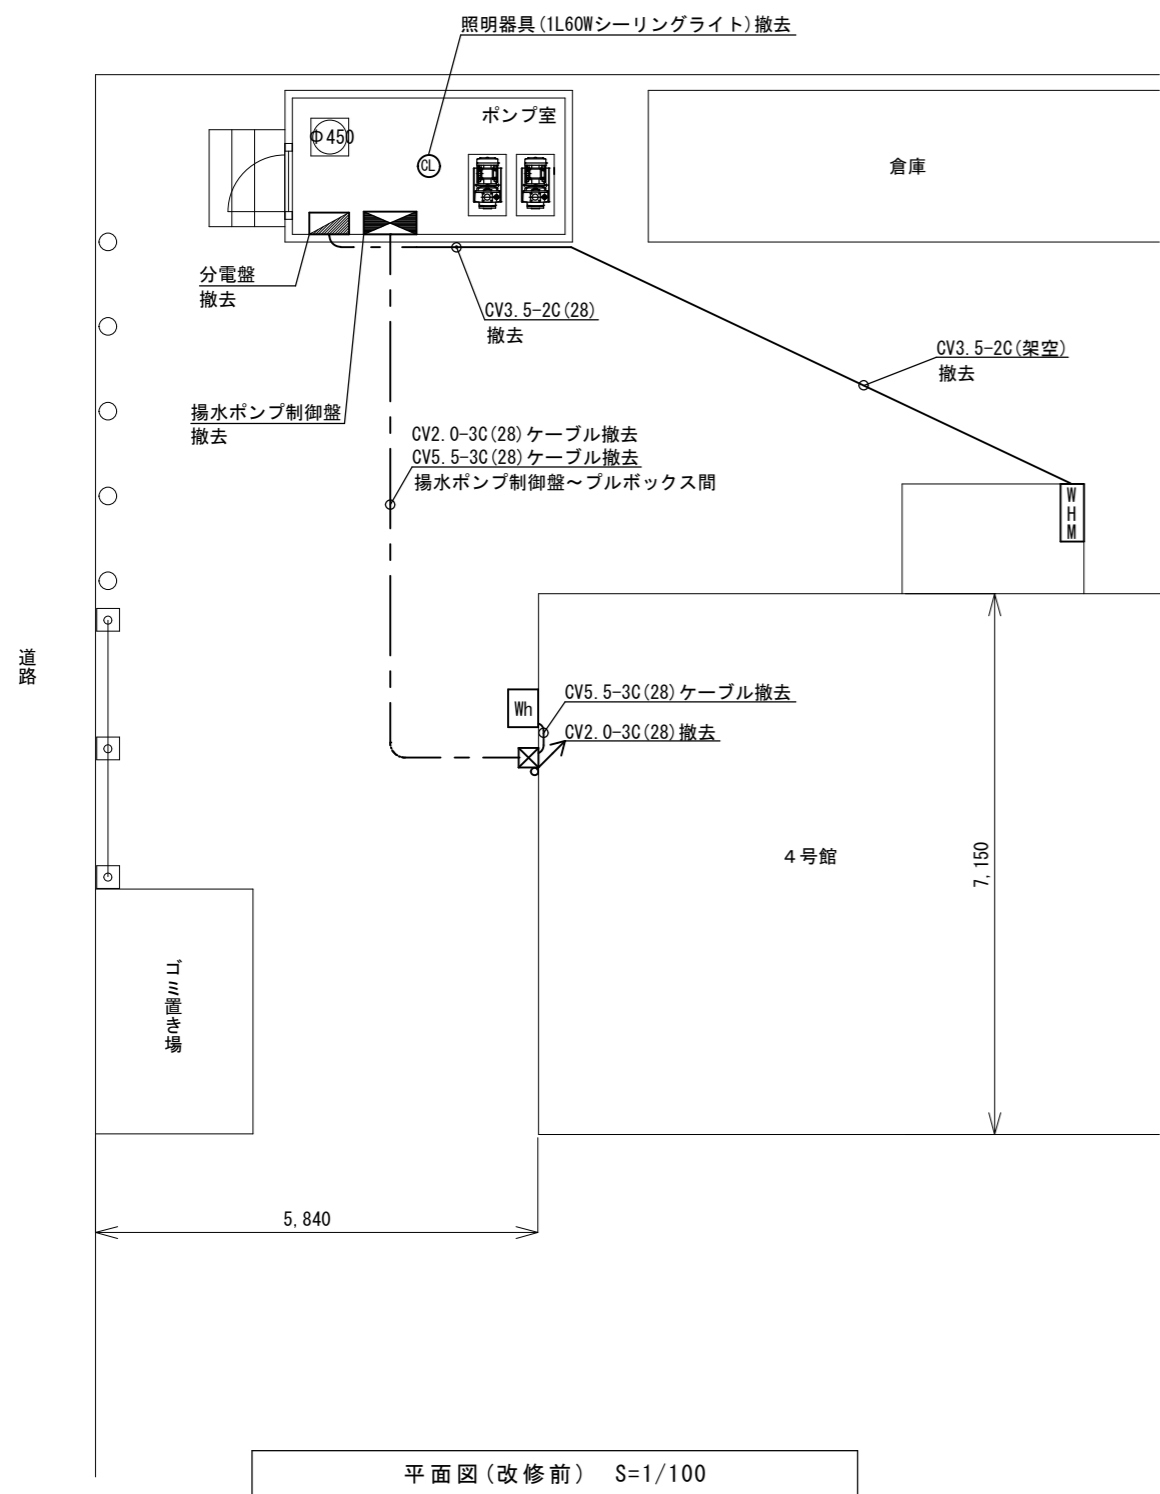 照明器具(1L60Wシーリングライト)撤去
ポンプ室
Φ450
CL
倉庫
分電盤
撤去
CV3.5-2C(28)
撤去
CV3.5-2C(架空)
撤去
揚水ポンプ制御盤
撤去
CV2.0-3C(28)ケーブル撤去
CV5.5-3C(28)ケーブル撤去
揚水ポンプ制御盤～プルボックス間
WHM
道路
CV5.5-3C(28)ケーブル撤去
Wh
CV2.0-3C(28)撤去
4号館
7,150
ゴミ置き場
5,840
平面図(改修前) S=1/100